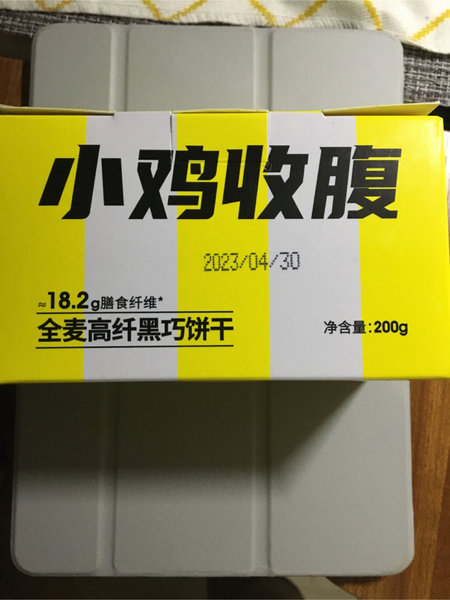 小鸡收腹
2023/04/30
≈18.2g膳食纤维*
全麦高纤黑巧饼干
净含量:200g